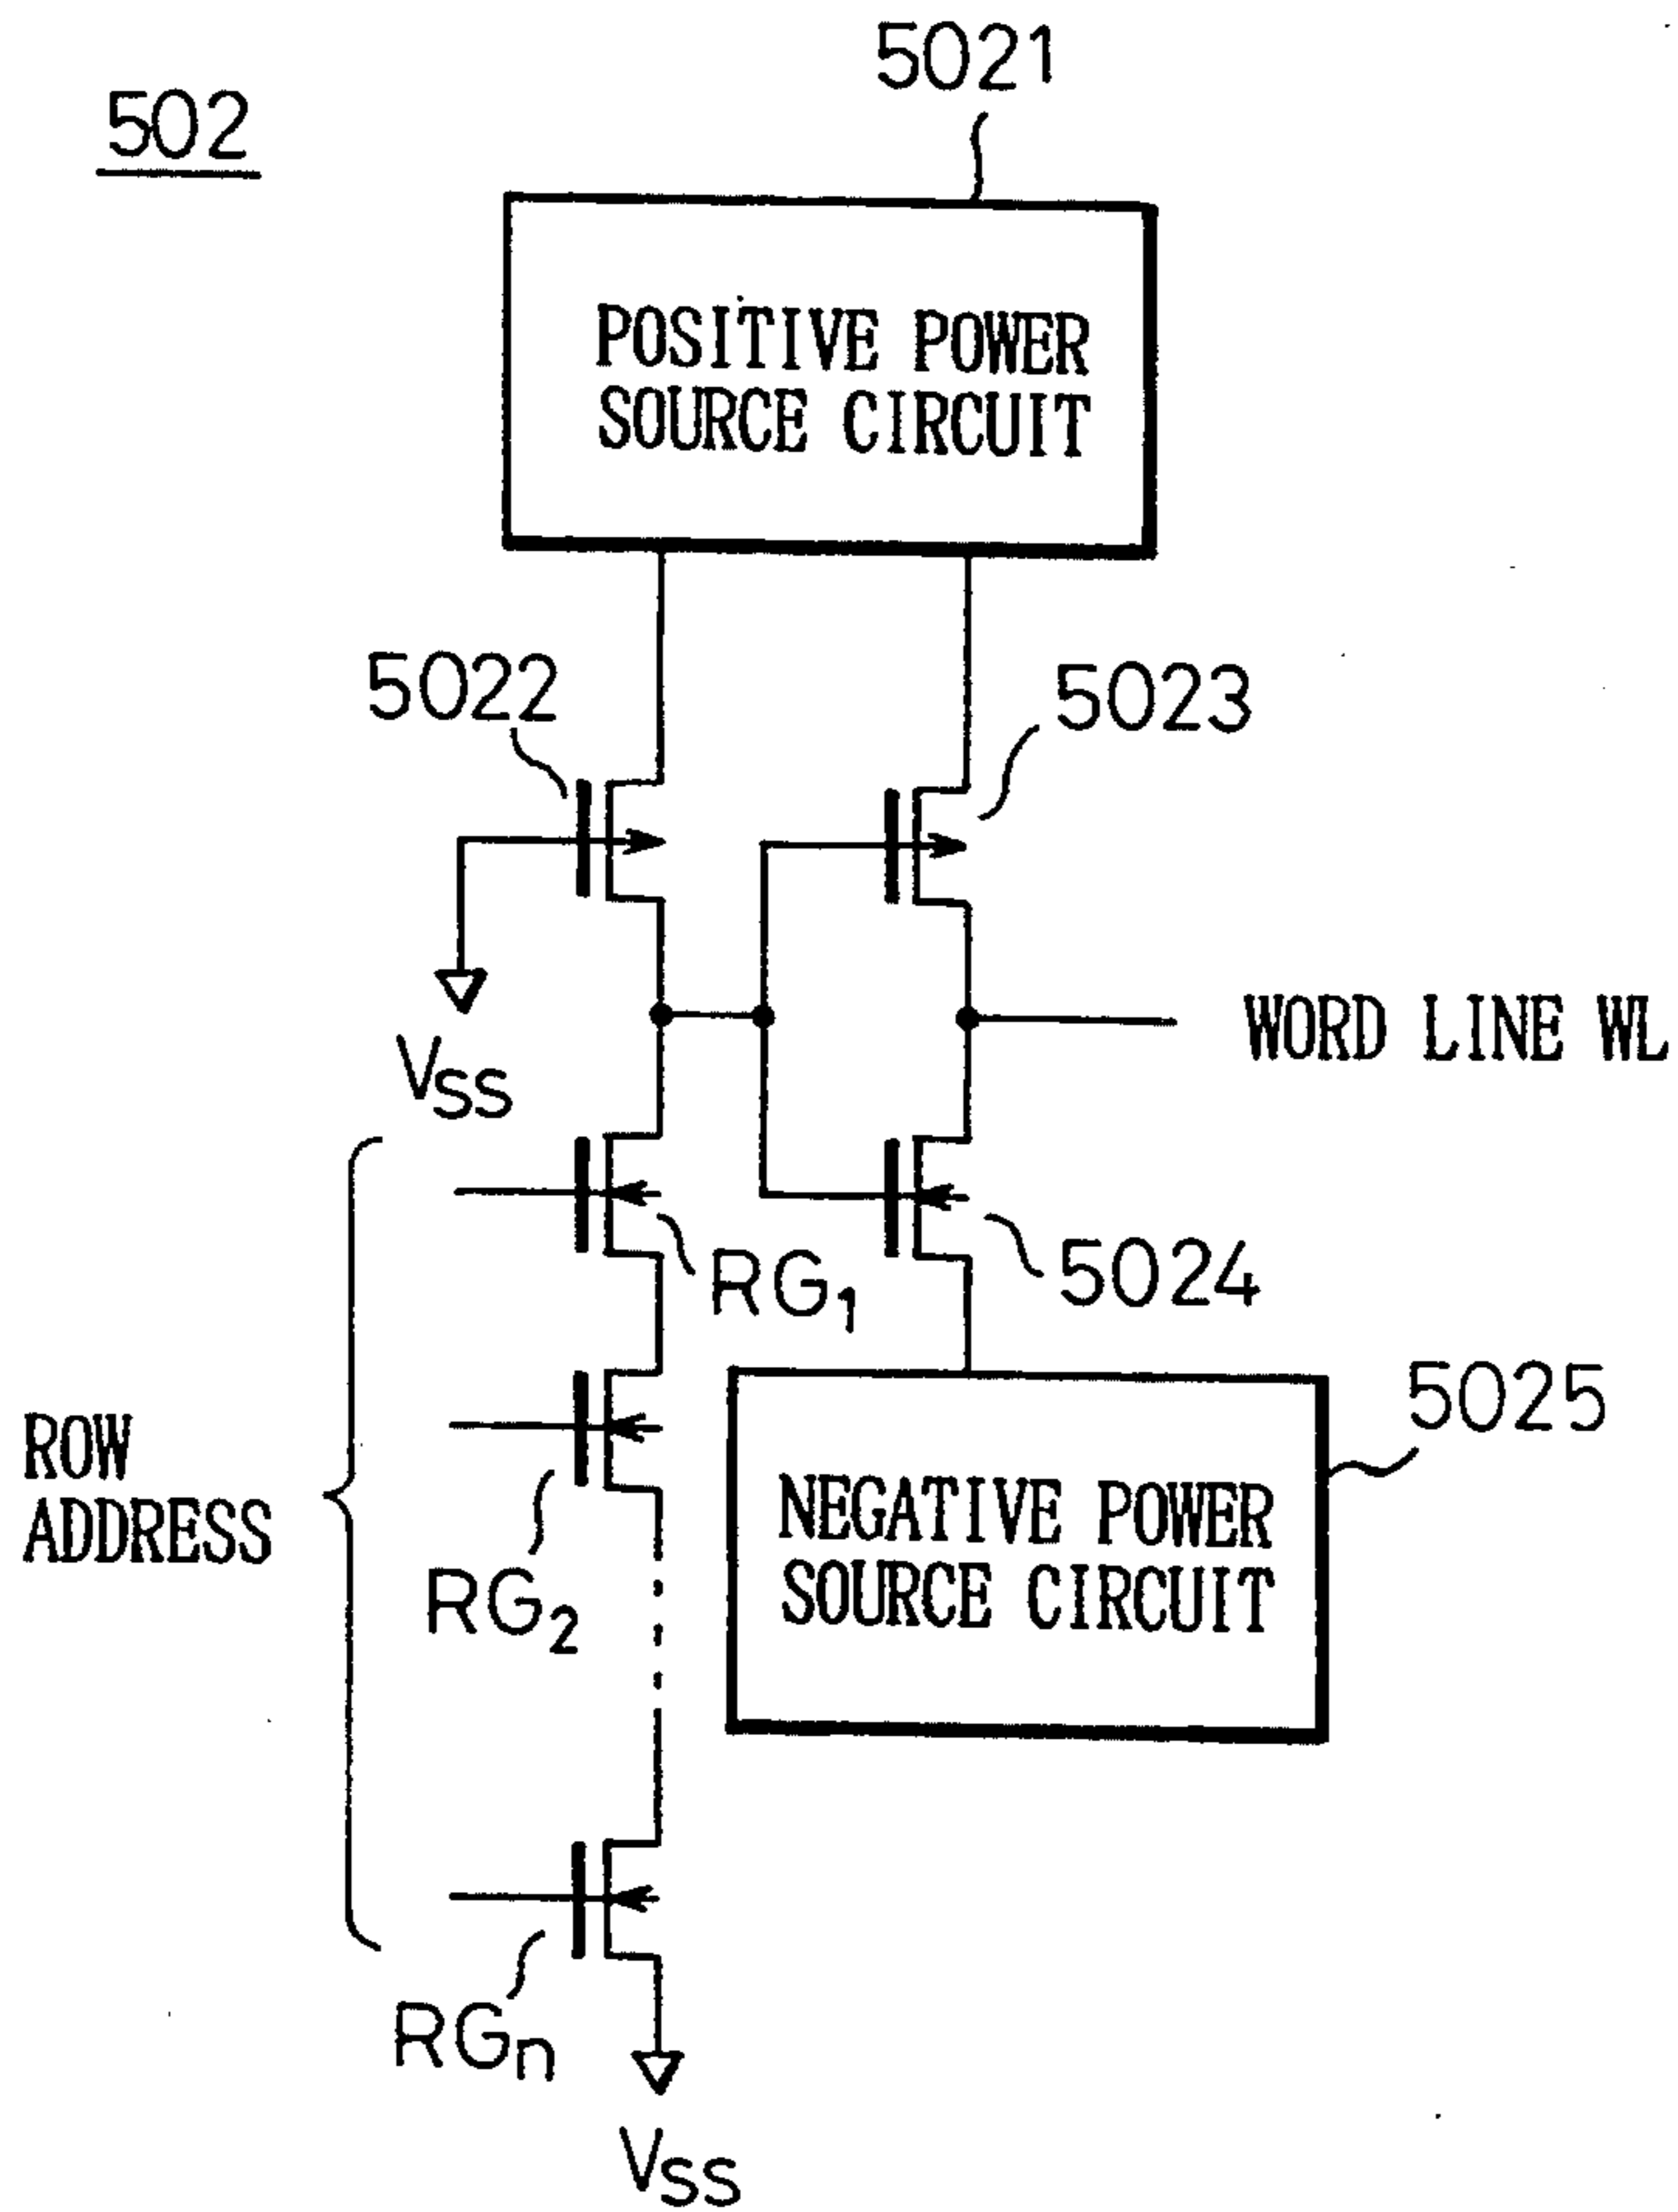 502
5021
POSITIVE POWER
SOURCE CIRCUIT
5022
5023
VSS
WORD LINE WL
RG1
5024
ROW
ADDRESS
RG2
5025
NEGATIVE POWER
SOURCE CIRCUIT
RGn
VSS